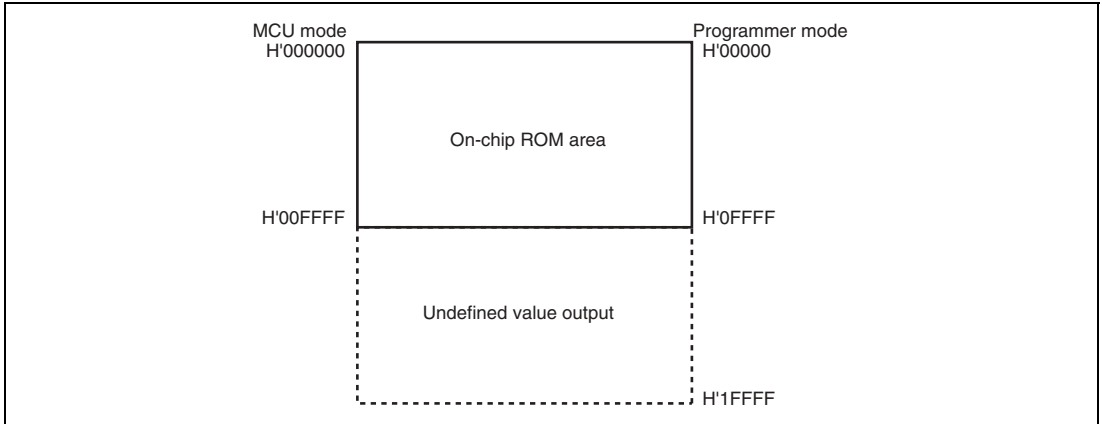 MCU mode
Programmer mode
H'000000
H'00000
On-chip ROM area
H'00FFFF
H'0FFFF
Undefined value output
H'1FFFF